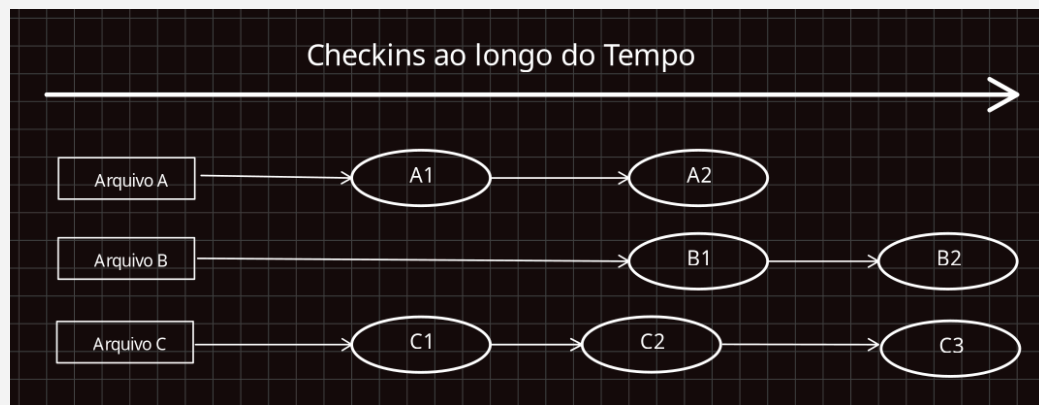 Checkins ao longo do Tempo
Arquivo A
A1
A2
Arquivo B
B1
B2
Arquivo C
C1
C2
C3